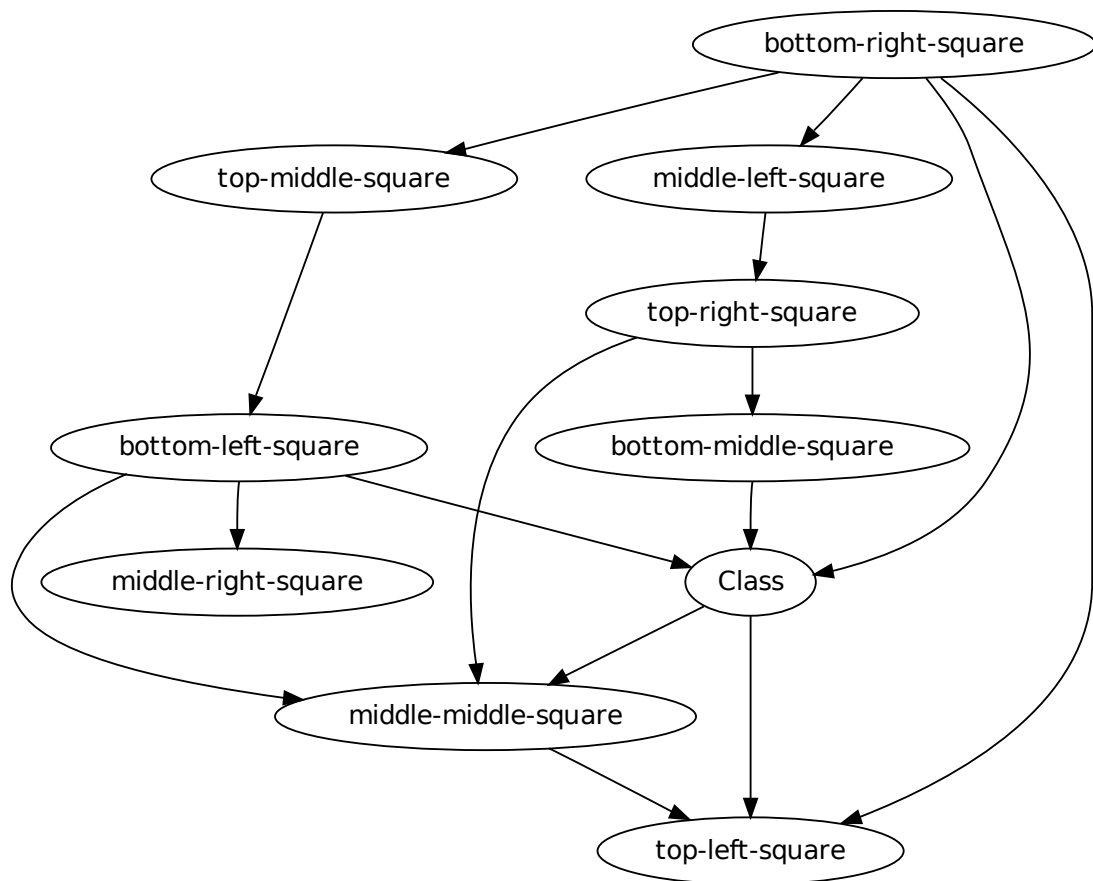 bottom-right-square
top-middle-square
middle-left-square
top-right-square
bottom-left-square
bottom-middle-square
middle-right-square
Class
middle-middle-square
top-left-square